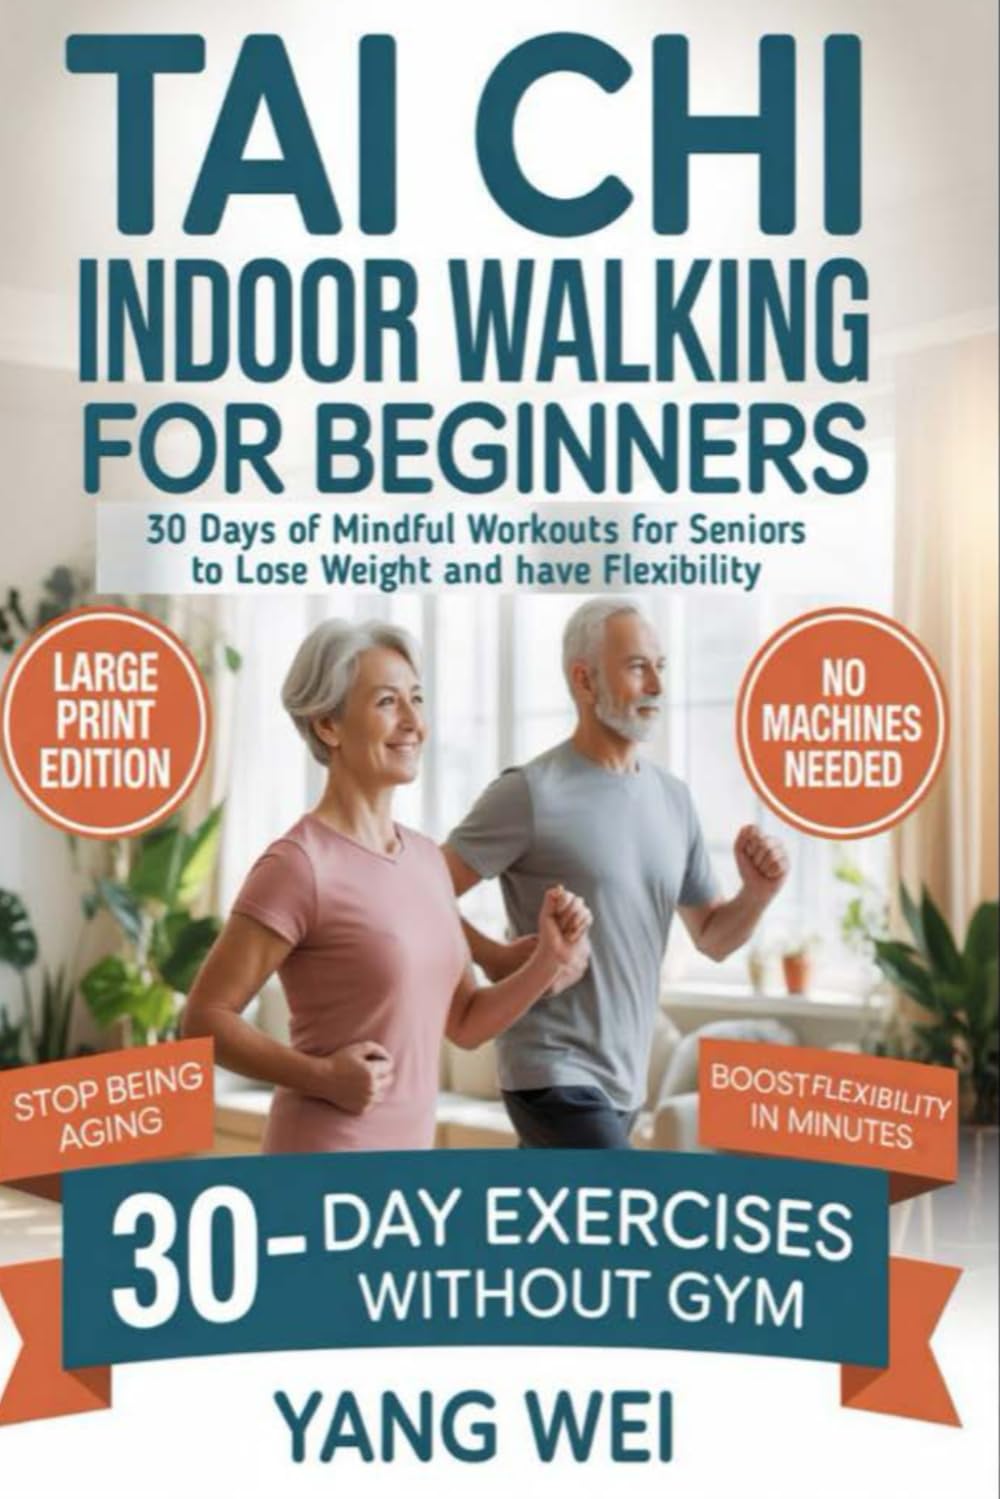 TAI CHI
INDOOR WALKING
FOR BEGINNERS
30 Days of Mindful Workouts for Seniors
to Lose Weight and have Flexibility
LARGE
PRINT
EDITION
NO
MACHINES
NEEDED
STOP BEING
AGING
BOOST FLEXIBILITY
IN MINUTES
30-DAY EXERCISES
WITHOUT GYM
YANG WEI